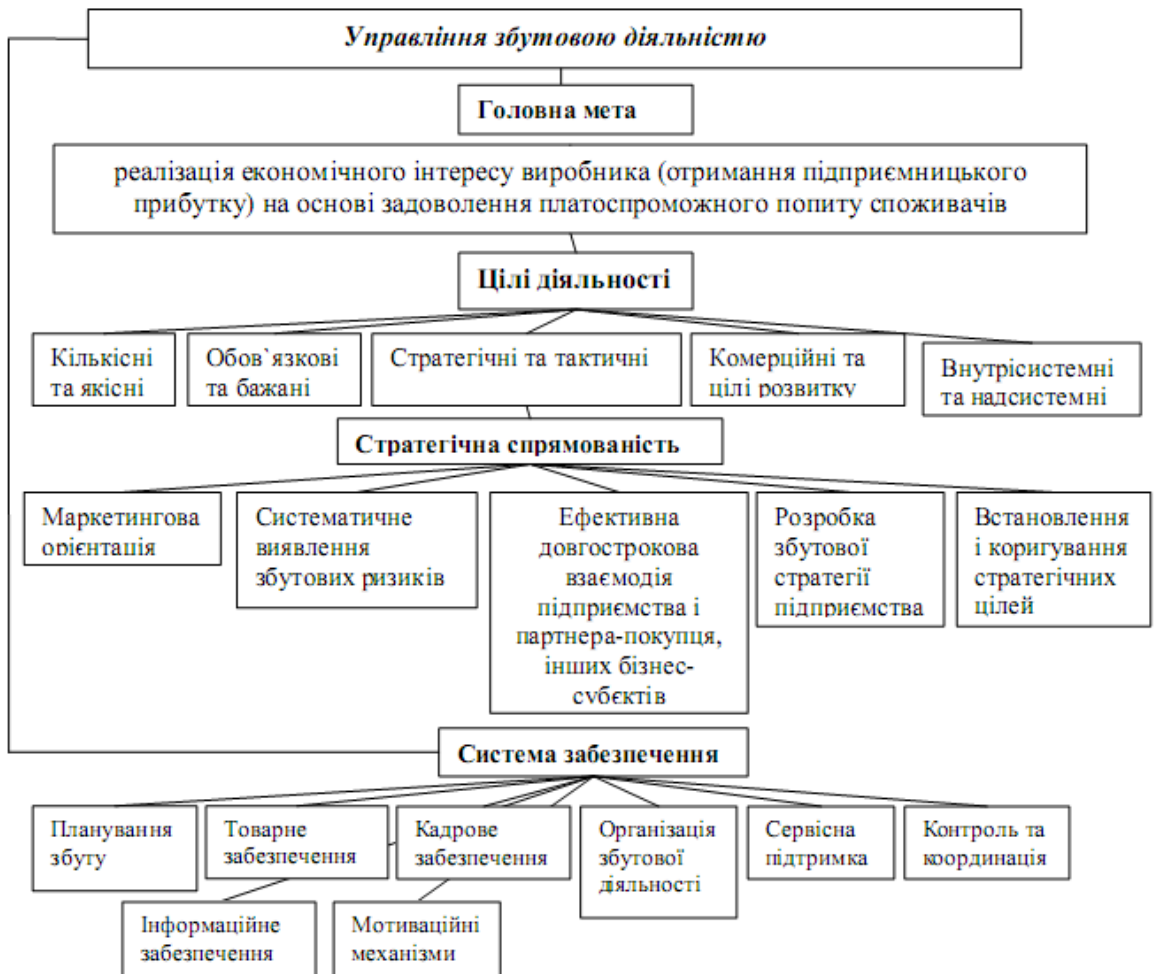 Управління збутовою діяльністю
Головна мета
реалізація економічного інтересу виробника (отримання підприємницького
прибутку) на основі задоволення платоспроможного попиту споживачів
Цілі діяльності
Кількісні
та якісні
Обов`язкові
та бажані
Стратегічні та тактичні
Комерційні та
цілі розвитку
Внутрісистемні
та надсистемні
Стратегічна спрямованість
Маркетингова
орієнтація
Систематичне
виявлення
збутових ризиків
Ефективна
довгострокова
взаємодія
підприємства і
партнера-покупця,
інших бізнес-
субєктів
Розробка
збутової
стратегії
підприємства
Встановлення
і коригування
стратегічних
цілей
Система забезпечення
Планування
збуту
Товарне
забезпечення
Кадрове
забезпечення
Організація
збутової
діяльності
Сервісна
підтримка
Контроль та
координація
Інформаційне
забезпечення
Мотиваційні
механізми